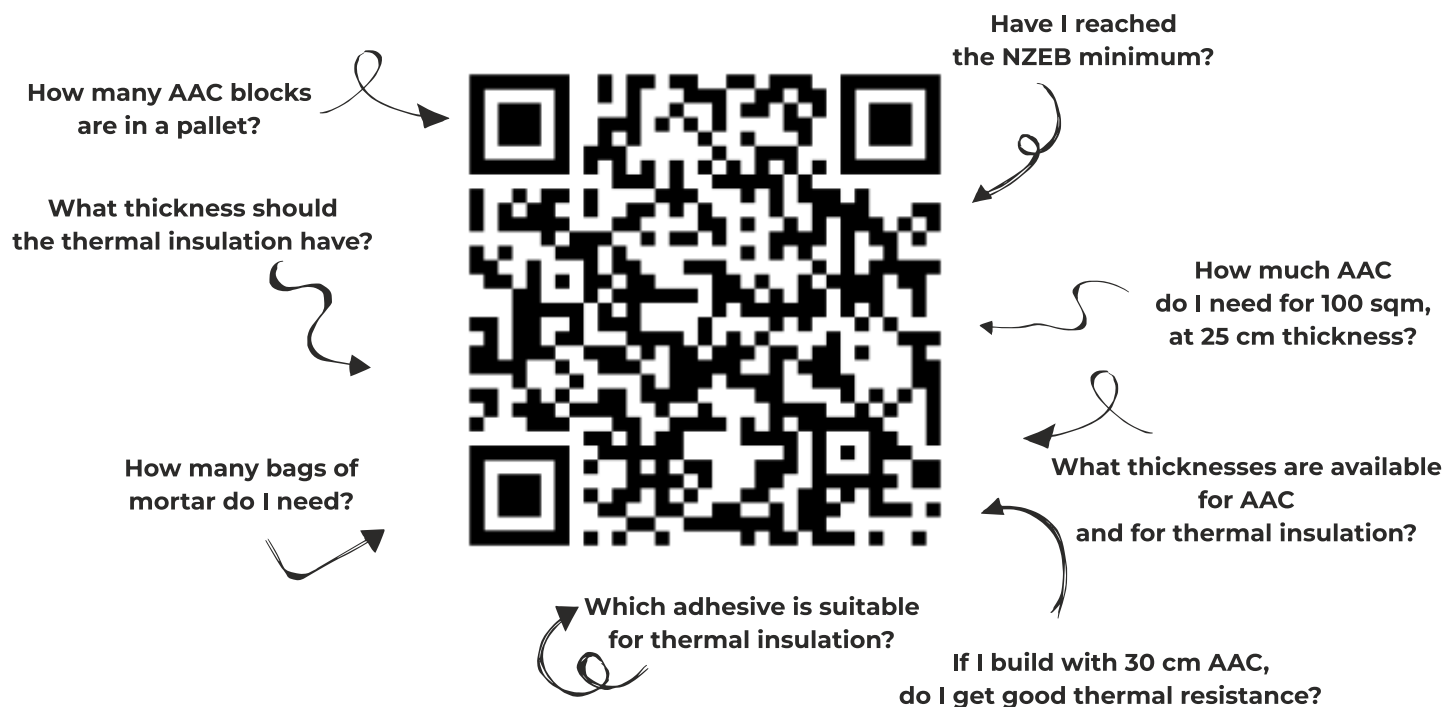 Have I reached
the NZEB minimum?
How many AAC blocks
are in a pallet?
What thickness should
the thermal insulation have?
How much AAC
do I need for 100 sqm,
at 25 cm thickness?
How many bags of
mortar do I need?
What thicknesses are available
for AAC
and for thermal insulation?
Which adhesive is suitable
for thermal insulation?
If I build with 30 cm AAC,
do I get good thermal resistance?